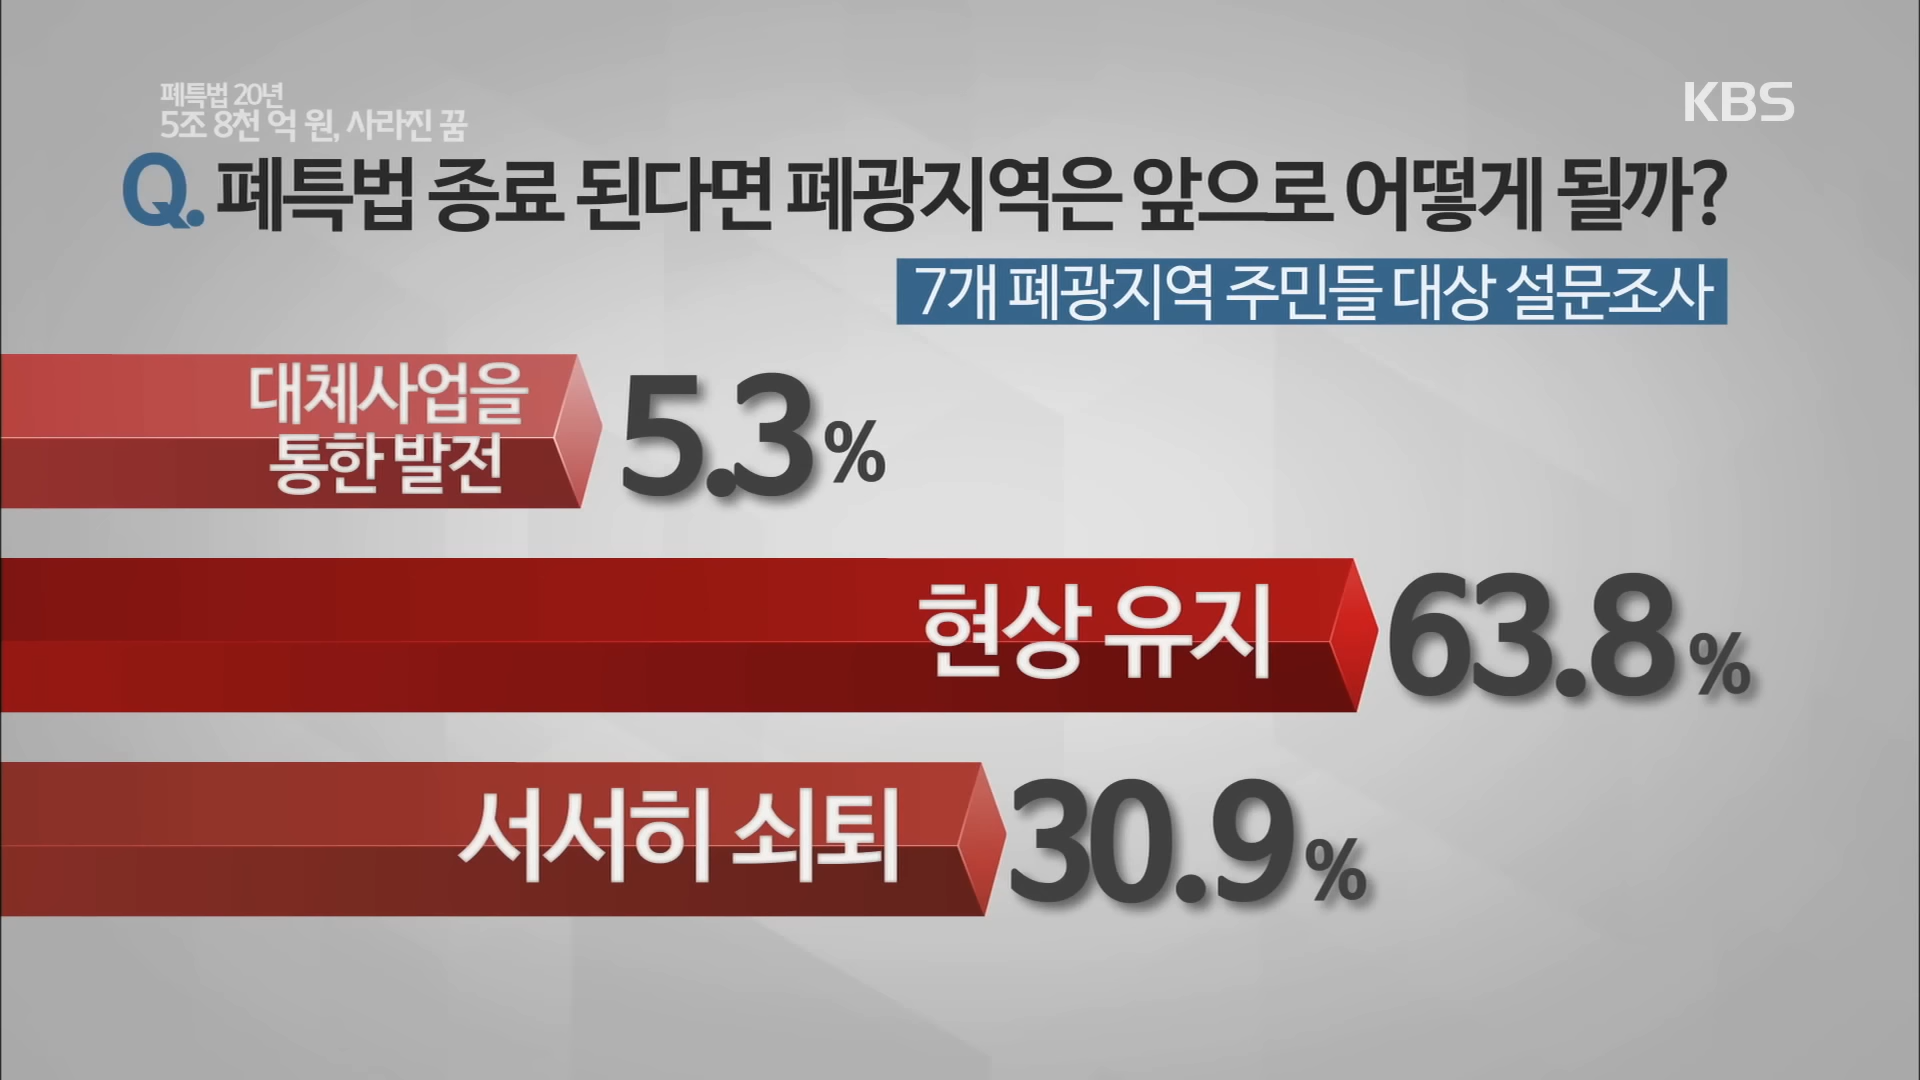 폐특법 20년
5조 8천 억 원, 사라진 꿈
KBS
Q. 폐특법 종료 된다면 폐광지역은 앞으로 어떻게 될까?
7개 폐광지역 주민들 대상 설문조사
대체사업을
통한 발전
5.3%
현상 유지 63.8%
서서히 쇠퇴 30.9%